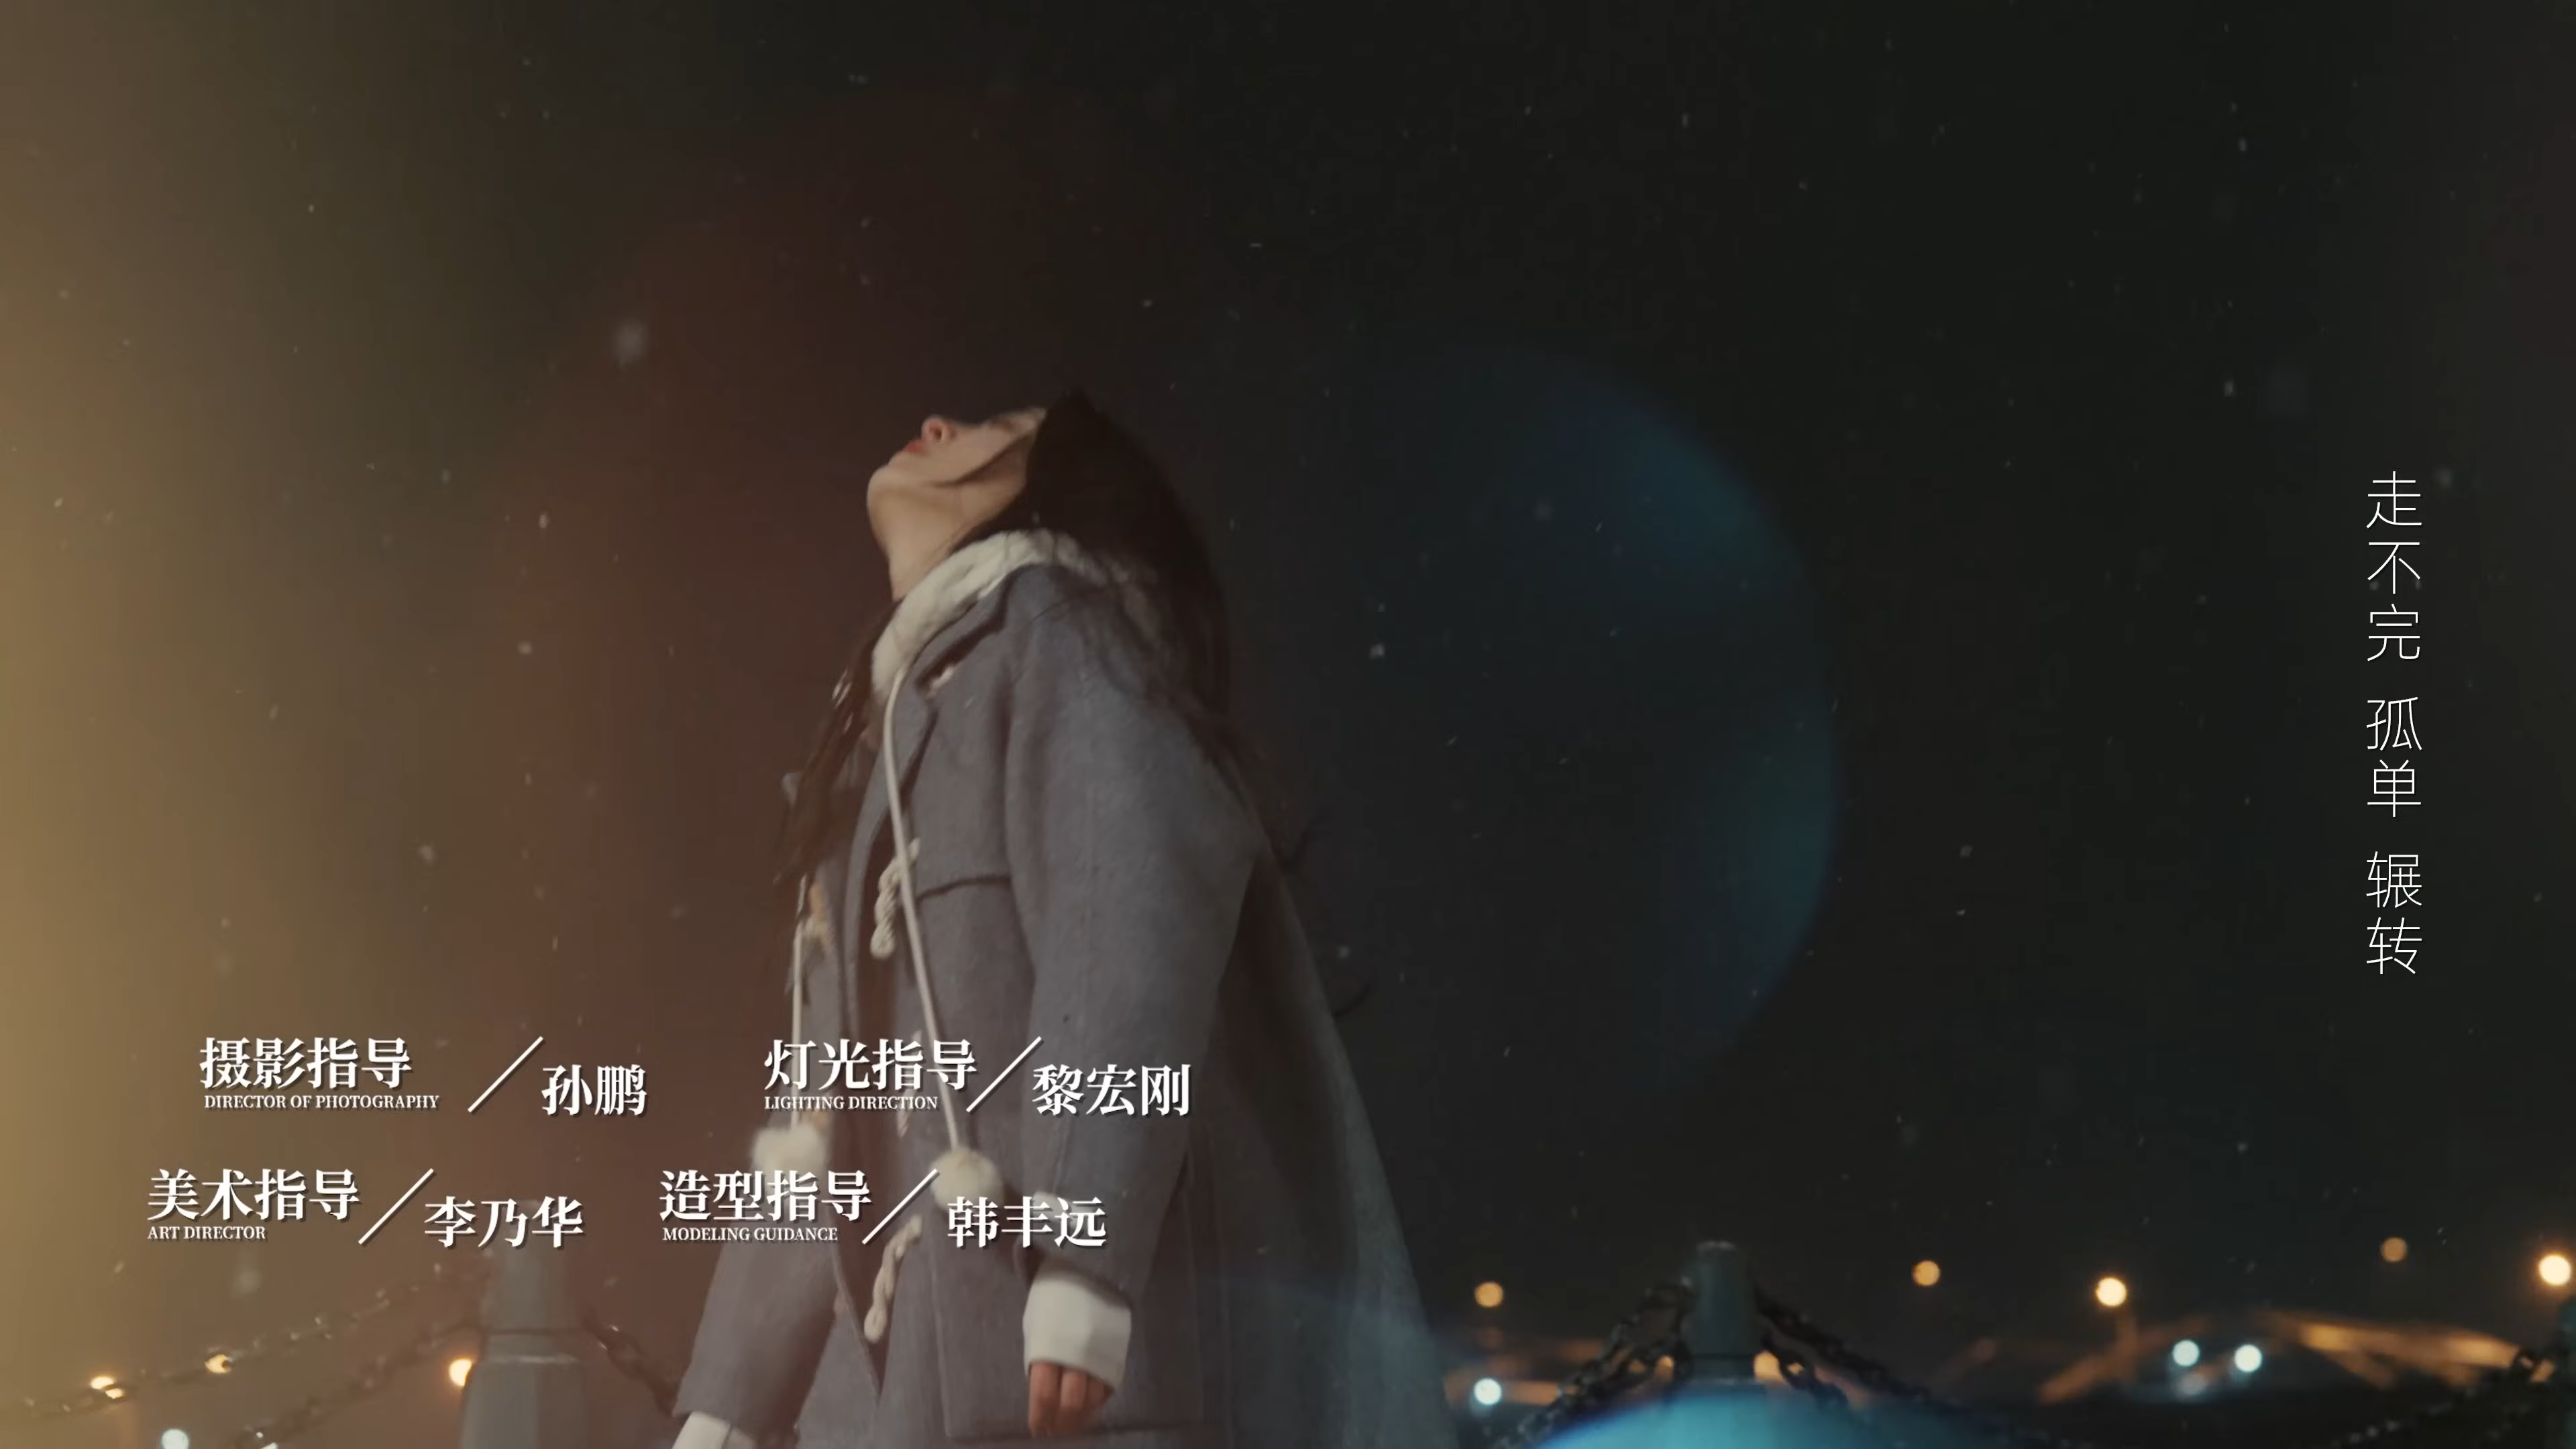 摄影指导 / 孙鹏
DIRECTOR OF PHOTOGRAPHY
灯光指导 / 黎宏刚
LIGHTING DIRECTION
美术指导 / 李乃华
ART DIRECTOR
造型指导 / 韩丰远
MODELING GUIDANCE
走不完 孤单 辗转